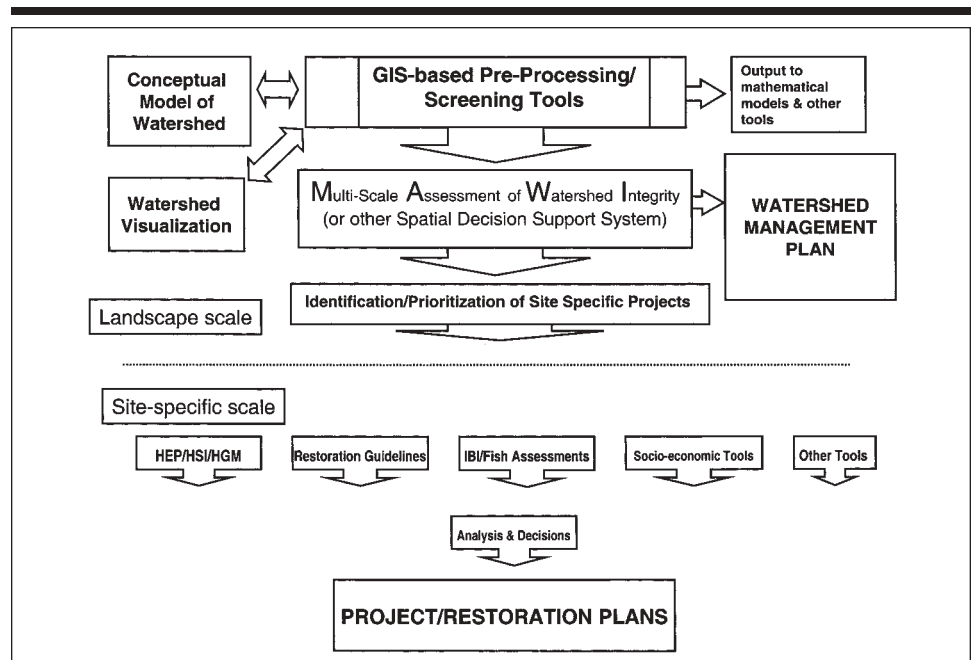 Conceptual
Model of
Watershed
GIS-based Pre-Processing/
Screening Tools
Output to
mathematical
models & other
tools
Watershed
Visualization
Multi-Scale Assessment of Watershed Integrity
(or other Spatial Decision Support System)
WATERSHED
MANAGEMENT
PLAN
Identification/Prioritization of Site Specific Projects
Landscape scale
Site-specific scale
HEP/HSI/HGM
Restoration Guidelines
IBI/Fish Assessments
Socio-economic Tools
Other Tools
Analysis & Decisions
PROJECT/RESTORATION PLANS